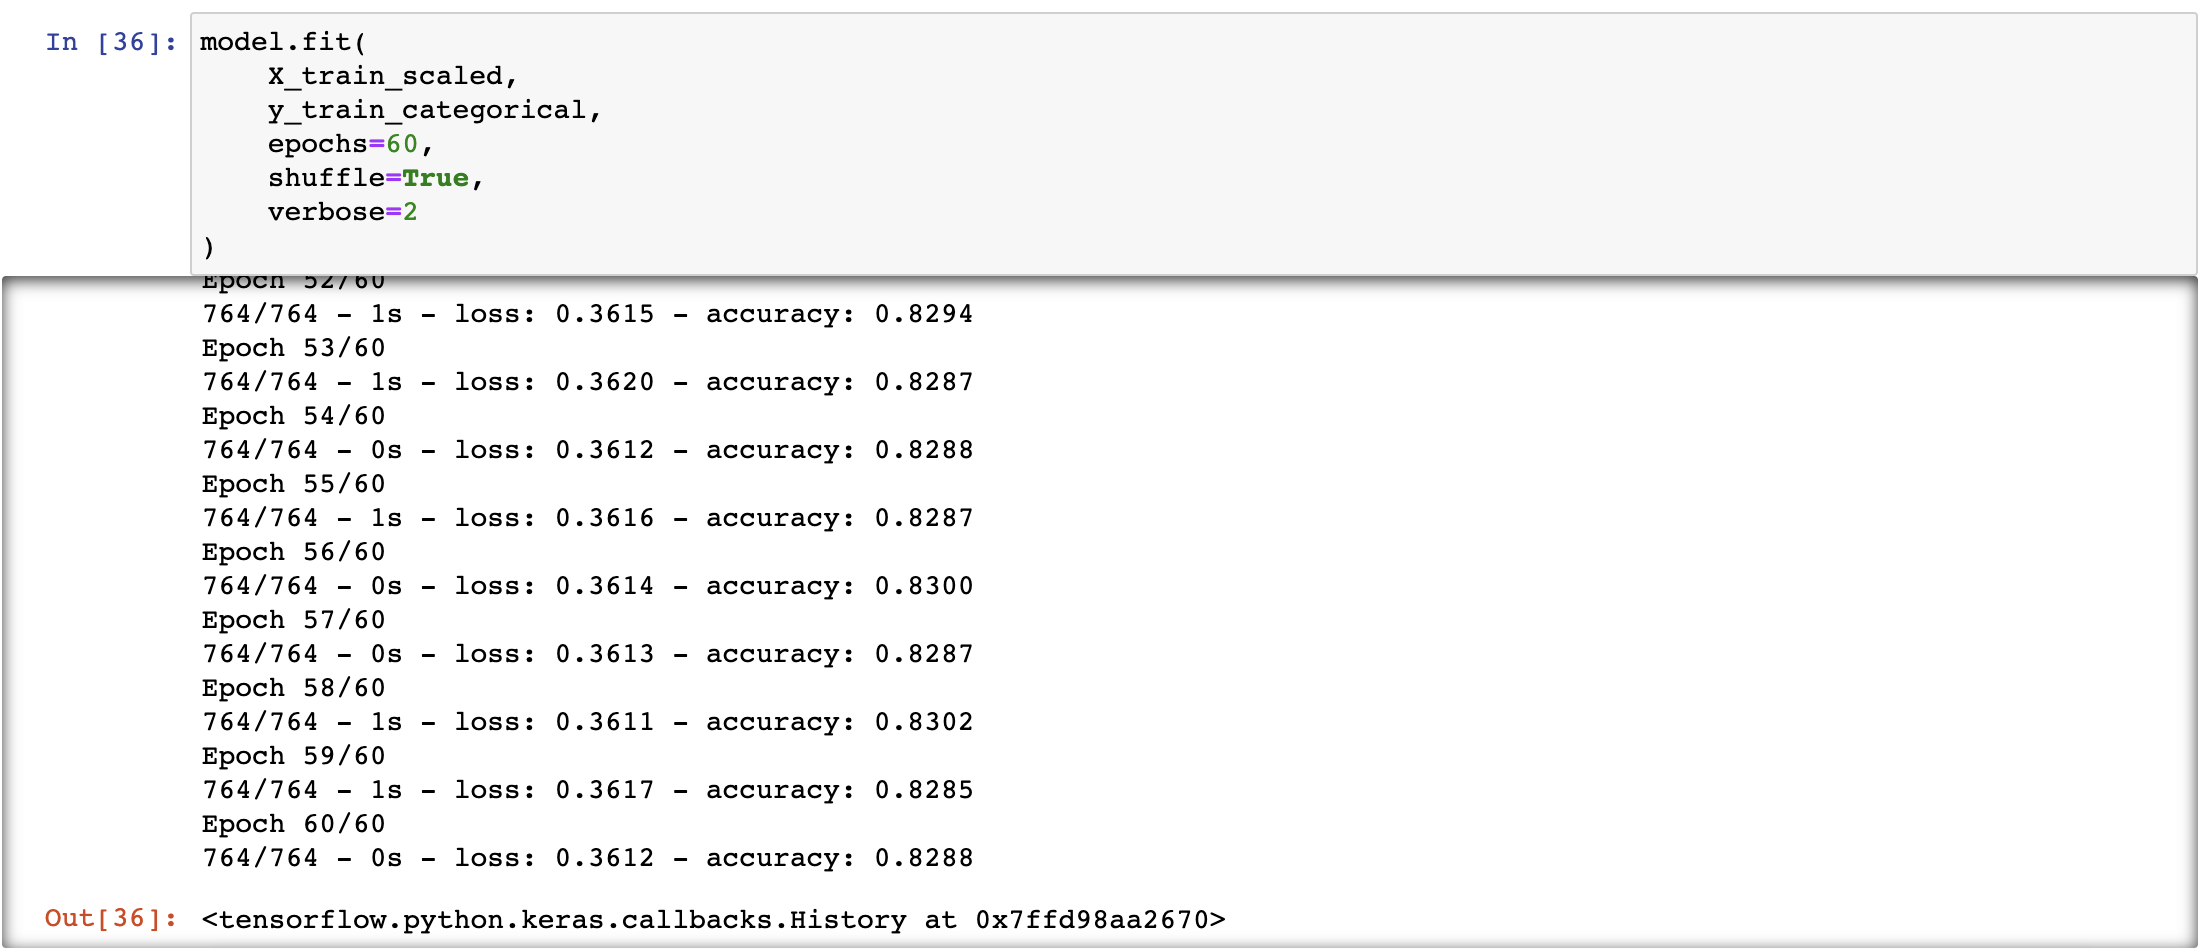 In [36]: model.fit(
    X_train_scaled,
    y_train_categorical,
    epochs=60,
    shuffle=True,
    verbose=2
)
Epoch 52/60
764/764 - 1s - loss: 0.3615 - accuracy: 0.8294
Epoch 53/60
764/764 - 1s - loss: 0.3620 - accuracy: 0.8287
Epoch 54/60
764/764 - 0s - loss: 0.3612 - accuracy: 0.8288
Epoch 55/60
764/764 - 1s - loss: 0.3616 - accuracy: 0.8287
Epoch 56/60
764/764 - 0s - loss: 0.3614 - accuracy: 0.8300
Epoch 57/60
764/764 - 0s - loss: 0.3613 - accuracy: 0.8287
Epoch 58/60
764/764 - 1s - loss: 0.3611 - accuracy: 0.8302
Epoch 59/60
764/764 - 1s - loss: 0.3617 - accuracy: 0.8285
Epoch 60/60
764/764 - 0s - loss: 0.3612 - accuracy: 0.8288
Out[36]: <tensorflow.python.keras.callbacks.History at 0x7ffd98aa2670>